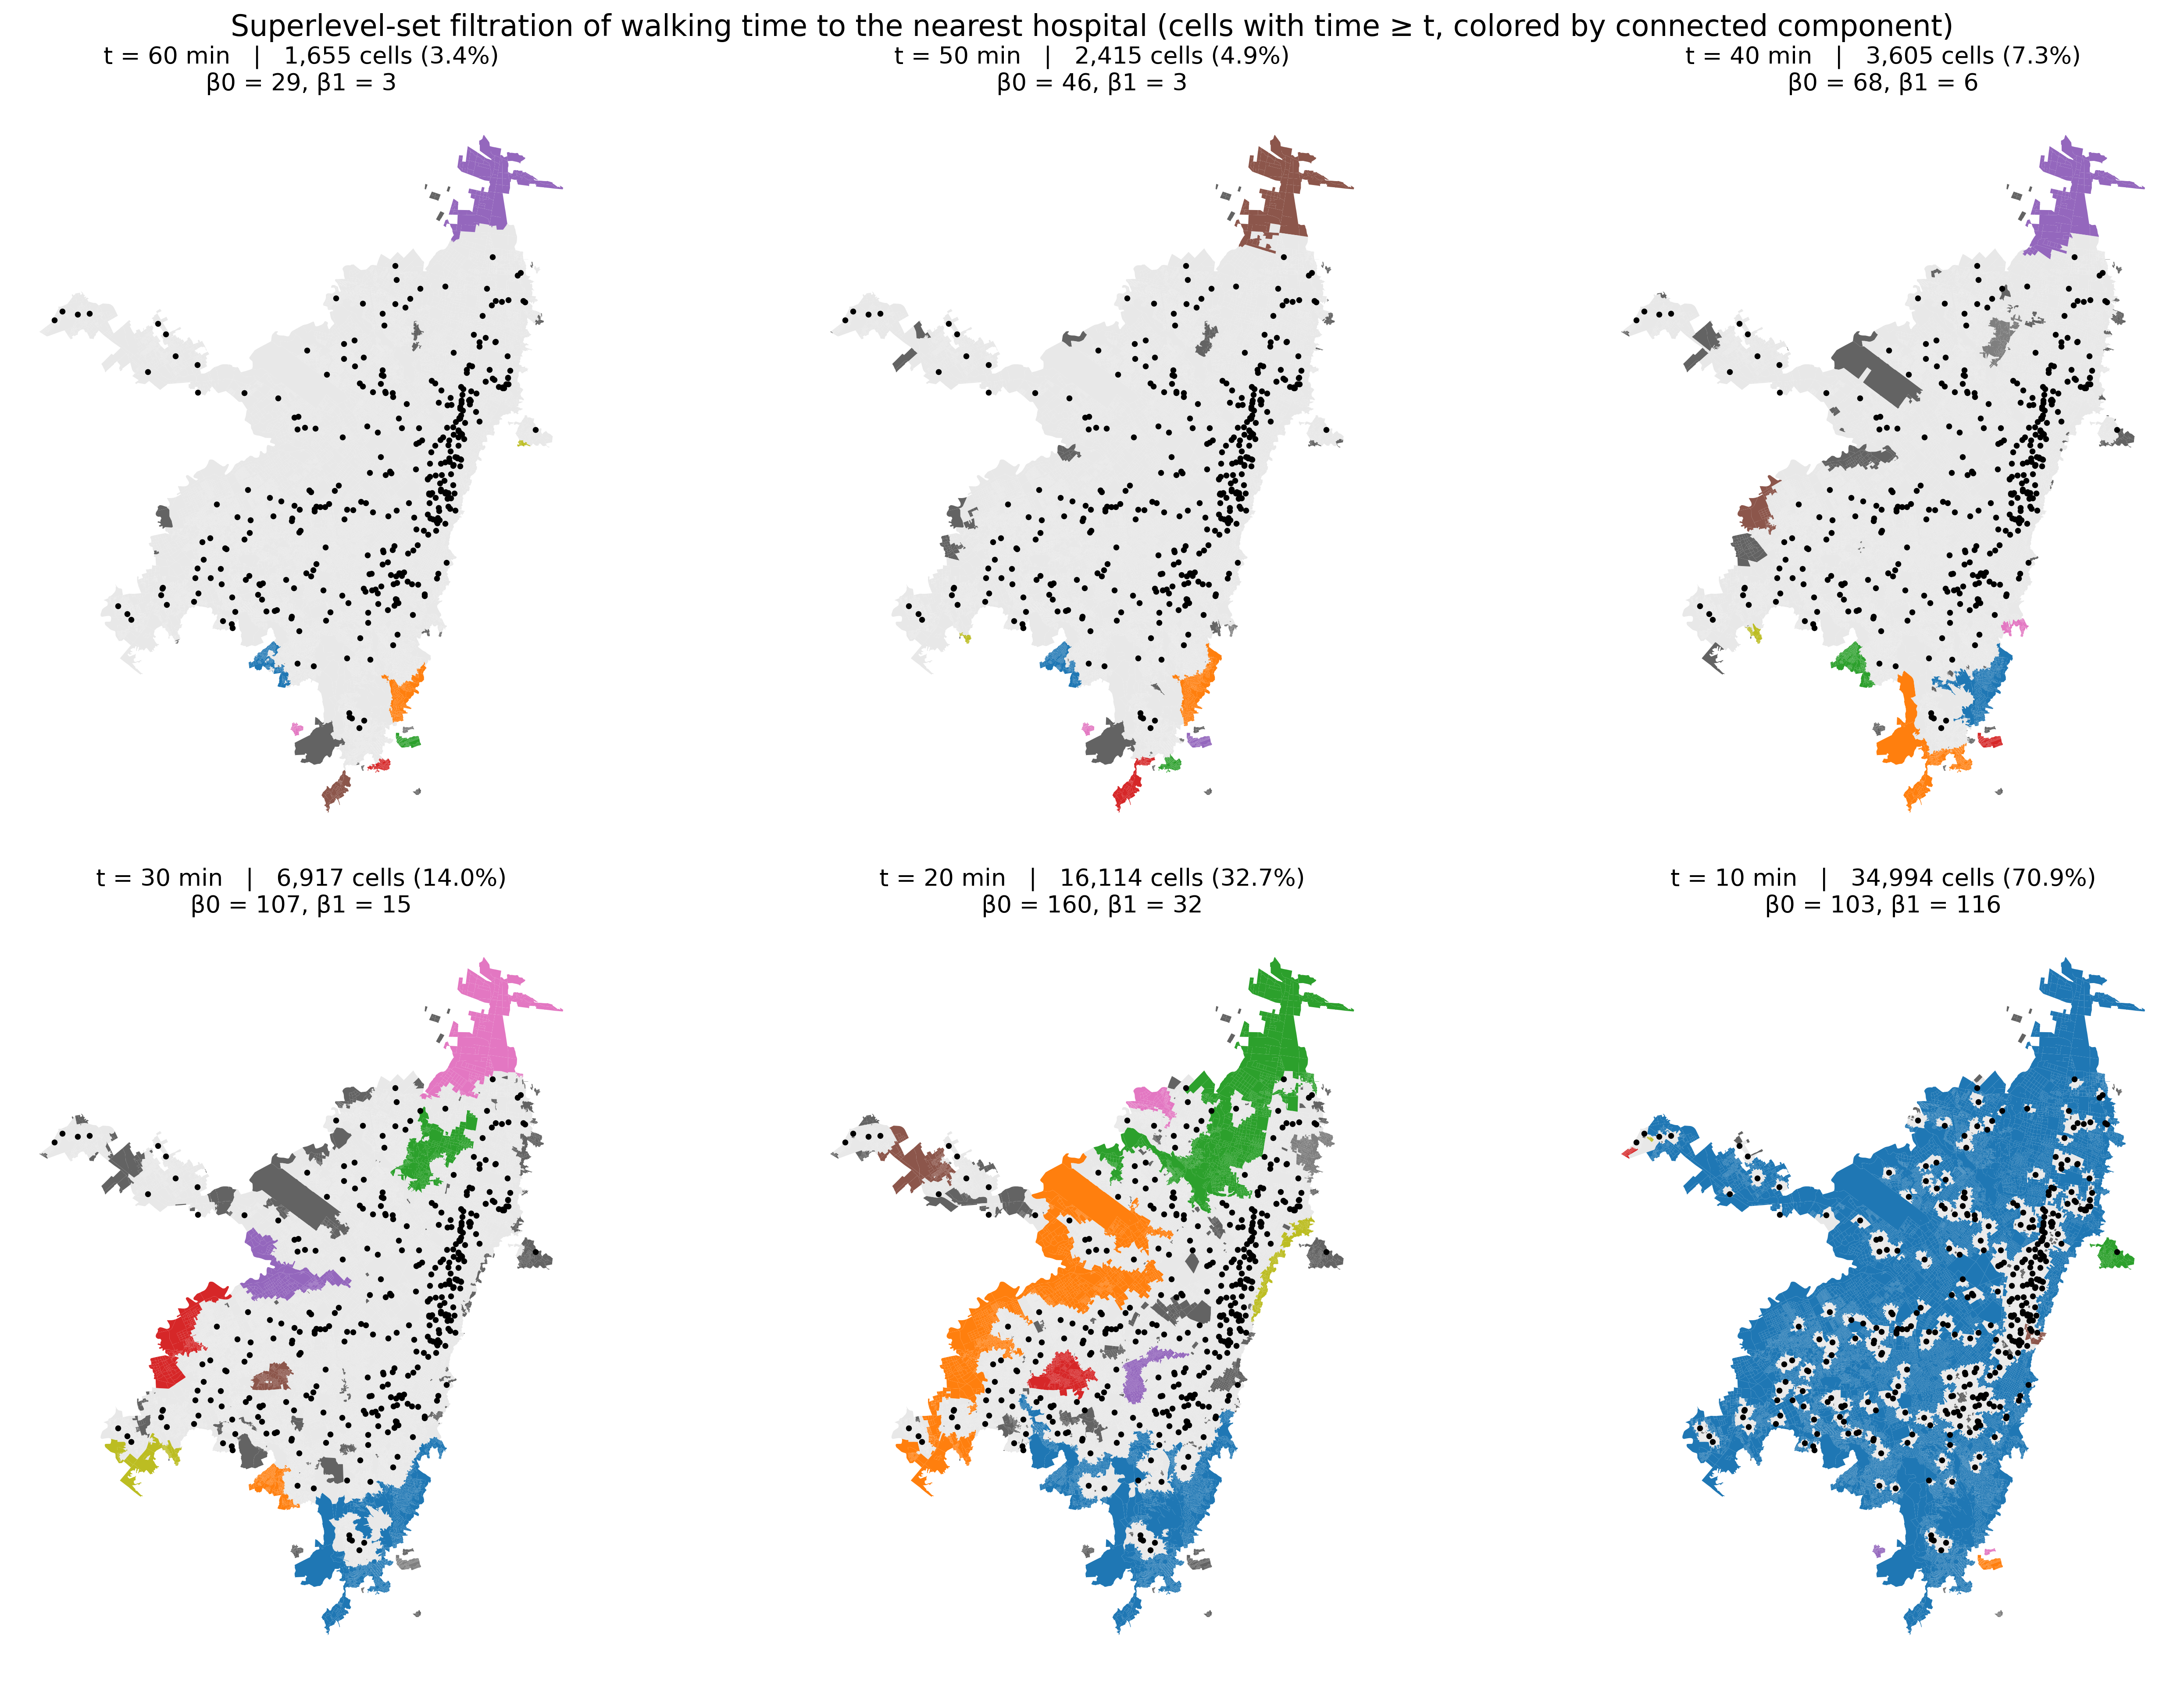 Superlevel-set filtration of walking time to the nearest hospital (cells with time ≥ t, colored by connected component)
t = 60 min | 1,655 cells (3.4%)
β0 = 29, β1 = 3
t = 50 min | 2,415 cells (4.9%)
β0 = 46, β1 = 3
t = 40 min | 3,605 cells (7.3%)
β0 = 68, β1 = 6
t = 30 min | 6,917 cells (14.0%)
β0 = 107, β1 = 15
t = 20 min | 16,114 cells (32.7%)
β0 = 160, β1 = 32
t = 10 min | 34,994 cells (70.9%)
β0 = 103, β1 = 116